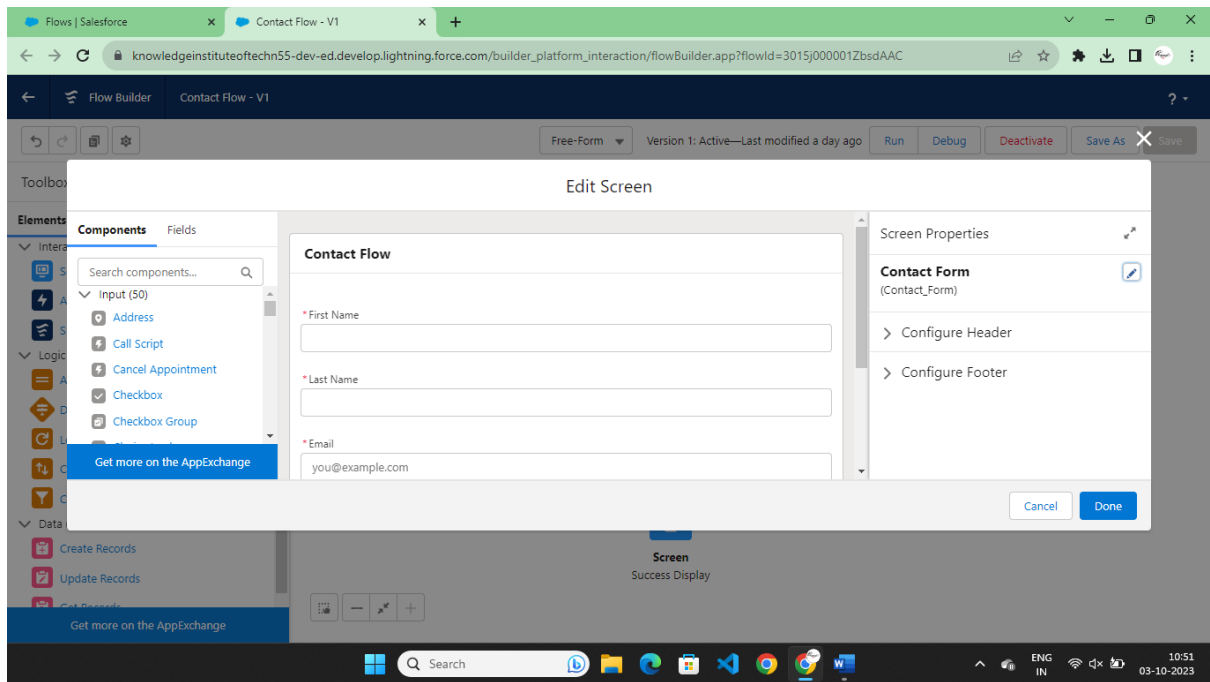 Flows | Salesforce
Contact Flow - V1
knowledgeinstituteoftechn55-dev-ed.develop.lightning.force.com/builder_platform_interaction/flowBuilder.app?flowId=3015j000001ZbsdAAC
Flow Builder
Contact Flow - V1
?
Free-Form
Version 1: Active—Last modified a day ago
Run
Debug
Deactivate
Save As
Save
Toolbox
Edit Screen
Elements
Components
Fields
Screen Properties
Intera
Search components...
Contact Flow
Contact Form
(Contact_Form)
Input (50)
Address
* First Name
Call Script
Configure Header
Logic
Cancel Appointment
Configure Footer
* Last Name
Checkbox
Checkbox Group
* Email
Get more on the AppExchange
you@example.com
Cancel
Done
Data
Create Records
Screen
Success Display
Update Records
Get Records
Get more on the AppExchange
Search
ENG
IN
10:51
03-10-2023